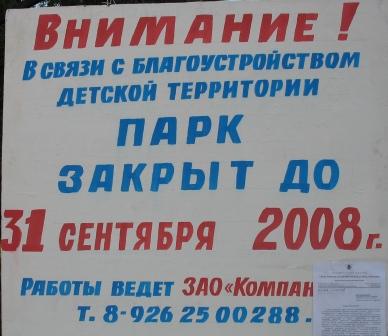 Внимание!
В связи с благоустройством
детской территории
ПАРК
ЗАКРЫТ ДО
31 СЕНТЯБРЯ 2008 г.
Работы ведет ЗАО «Компан
т. 8-926 25 00 288.